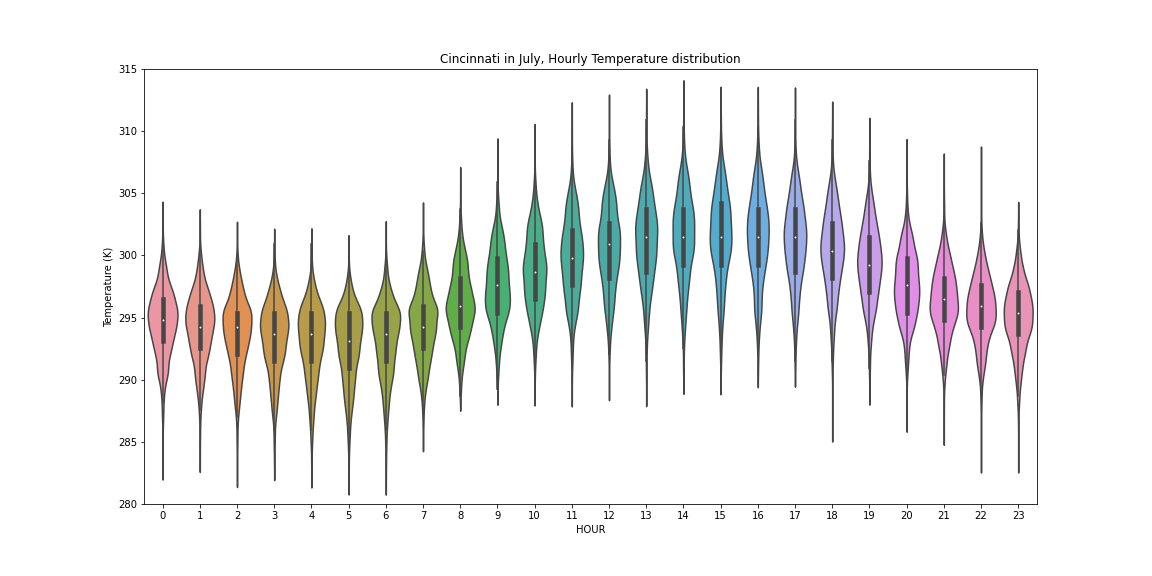 Cincinnati in July, Hourly Temperature distribution
315
310
305
300
295
290
285
280
Temperature (K)
0 1 2 3 4 5 6 7 8 9 10 11 12 13 14 15 16 17 18 19 20 21 22 23
HOUR